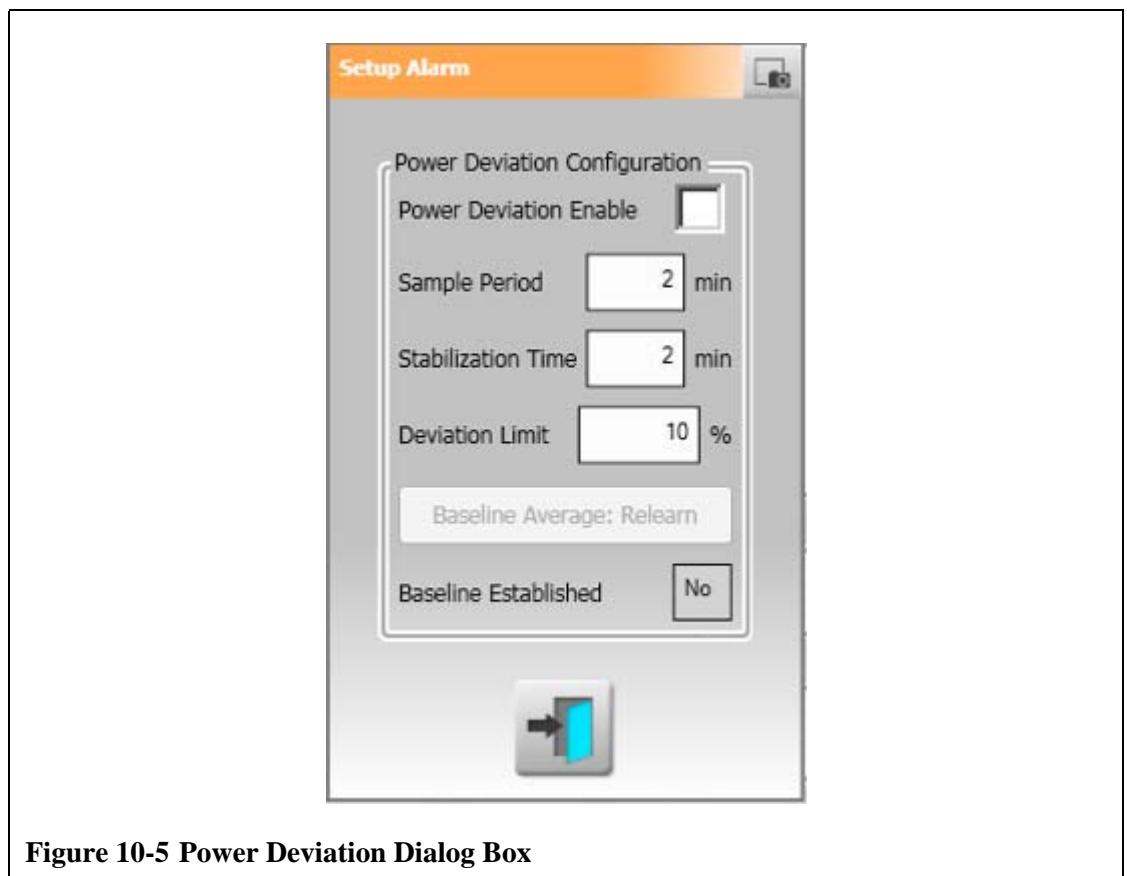 Setup Alarm
Power Deviation Configuration
Power Deviation Enable
Sample Period 2 min
Stabilization Time 2 min
Deviation Limit 10 %
Baseline Average: Relearn
Baseline Established No
Figure 10-5 Power Deviation Dialog Box